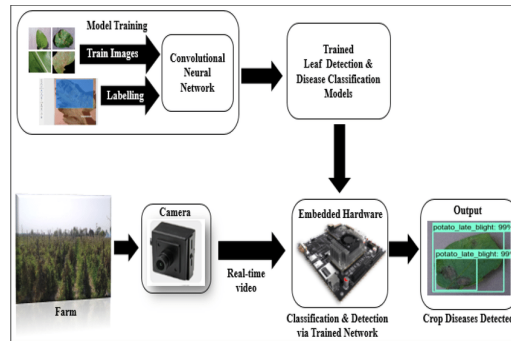 Model Training
Train Images
Labelling
Convolutional
Neural
Network
Trained
Leaf Detection &
Disease Classification
Models
Farm
Camera
Real-time
video
Embedded Hardware
Classification & Detection
via Trained Network
Output
potato_late_blight: 99%
potato_late_blight: 99%
Crop Diseases Detected